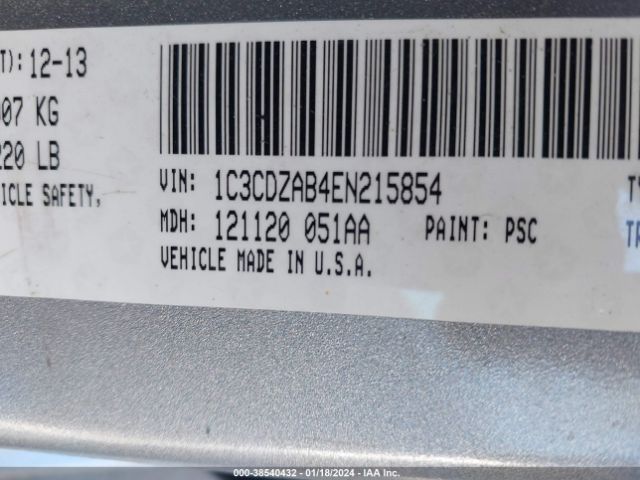 T): 12-13
07 KG
220 LB
ICLE SAFETY,
VIN: 1C3CDZAB4EN215854
MDH: 121120 051AA PAINT: PSC
VEHICLE MADE IN U.S.A.
000-38540432 - 01/18/2024 - IAA Inc.